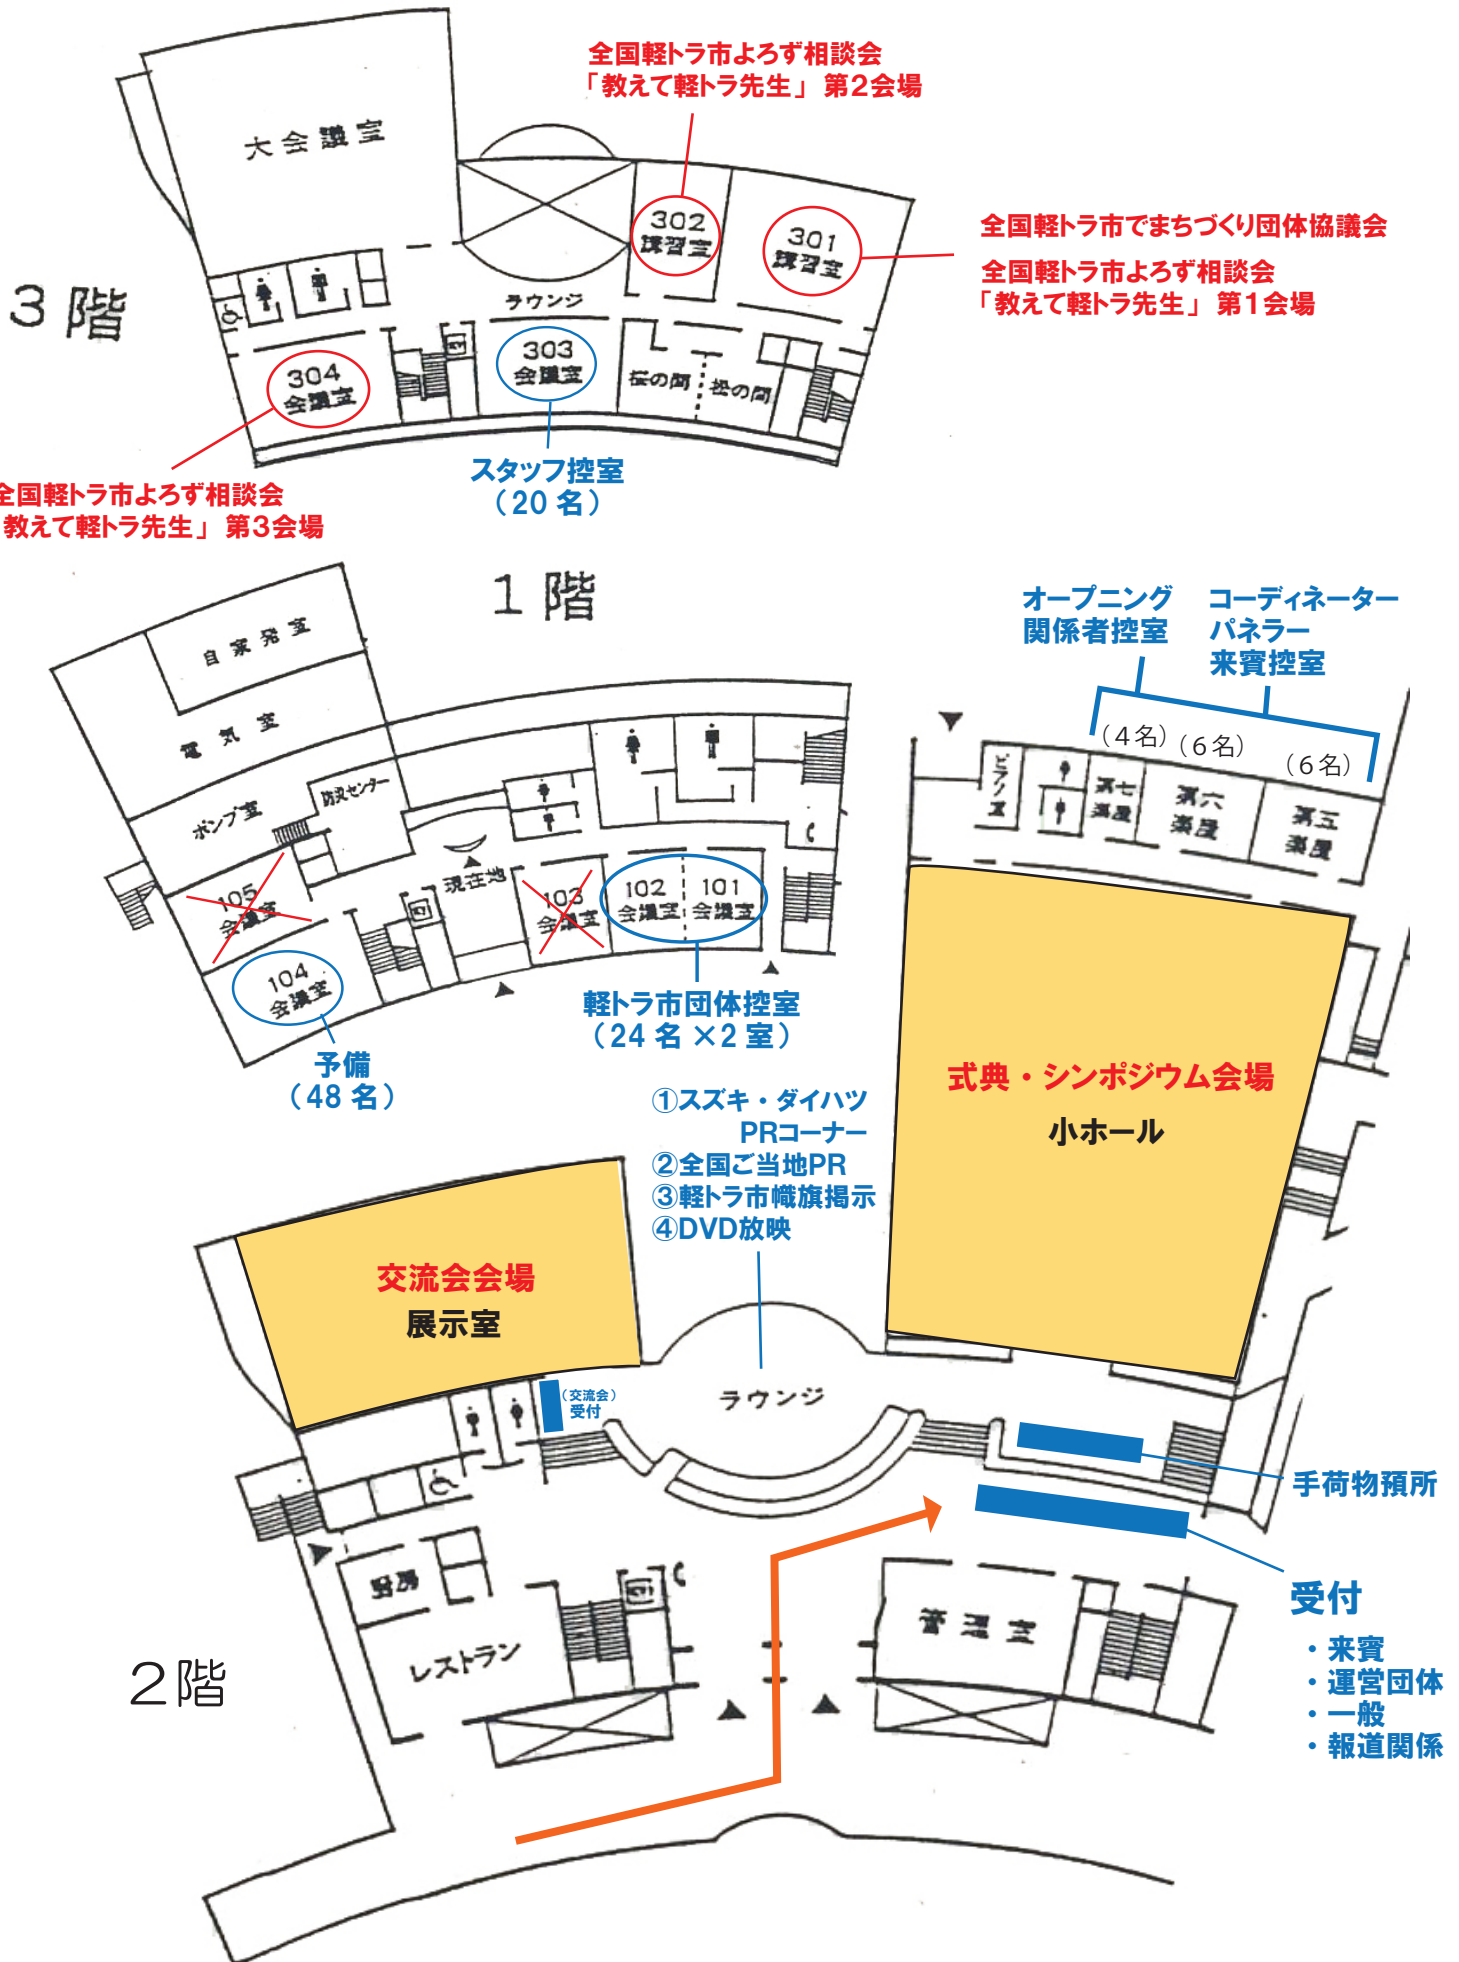 全国軽トラ市よろず相談会
「教えて軽トラ先生」 第2会場
大会議室
302
講習室
301
講習室
全国軽トラ市でまちづくり団体協議会
全国軽トラ市よろず相談会
「教えて軽トラ先生」 第1会場
3階
ラウンジ
303
会議室
304
会議室
桜の間
松の間
スタッフ控室
（20名）
全国軽トラ市よろず相談会
教えて軽トラ先生」 第3会場
1階
自家発室
電気室
ポンプ室
防災センター
現在地
105
会議室
104
会議室
103
会議室
102
会議室
101
会議室
予備
（48名）
軽トラ市団体控室
（24名×2室）
オープニング
関係者控室
コーディネーター
パネラー
来賓控室
（4名）
（6名）
（6名）
ピアノ室
第七
楽屋
第六
楽屋
第五
楽屋
式典・シンポジウム会場
小ホール
①スズキ・ダイハツ
PRコーナー
②全国ご当地PR
③軽トラ市幟旗掲示
④DVD放映
交流会会場
展示室
（交流会）
受付
ラウンジ
手荷物預所
受付
・来賓
・運営団体
・一般
・報道関係
厨房
レストラン
管理室
2階